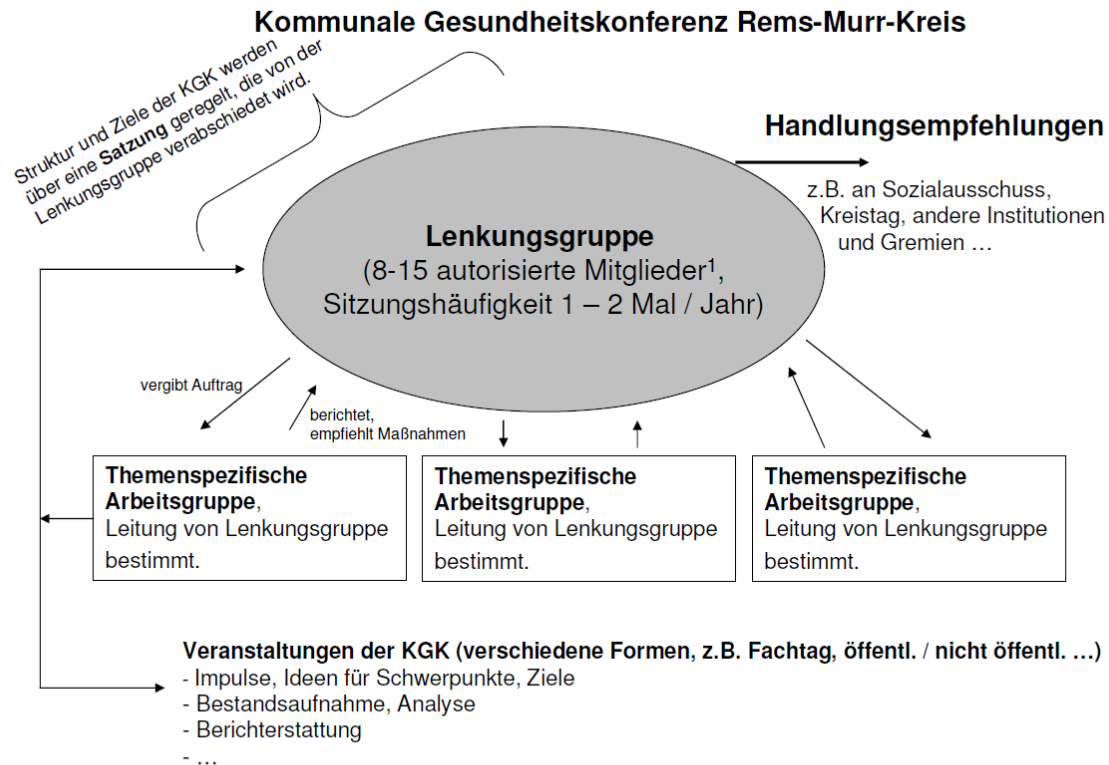 Kommunale Gesundheitskonferenz Rems-Murr-Kreis
Struktur und Ziele der KGK werden
über eine Satzung geregelt, die von der
Lenkungsgruppe verabschiedet wird.
Handlungsempfehlungen
z.B. an Sozialausschuss,
Kreistag, andere Institutionen
und Gremien …
Lenkungsgruppe
(8-15 autorisierte Mitglieder¹,
Sitzungshäufigkeit 1 – 2 Mal / Jahr)
vergibt Auftrag
berichtet,
empfiehlt Maßnahmen
Themenspezifische
Arbeitsgruppe,
Leitung von Lenkungsgruppe
bestimmt.
Themenspezifische
Arbeitsgruppe,
Leitung von Lenkungsgruppe
bestimmt.
Themenspezifische
Arbeitsgruppe,
Leitung von Lenkungsgruppe
bestimmt.
Veranstaltungen der KGK (verschiedene Formen, z.B. Fachtag, öffentl. / nicht öffentl. …)
- Impulse, Ideen für Schwerpunkte, Ziele
- Bestandsaufnahme, Analyse
- Berichterstattung
- …